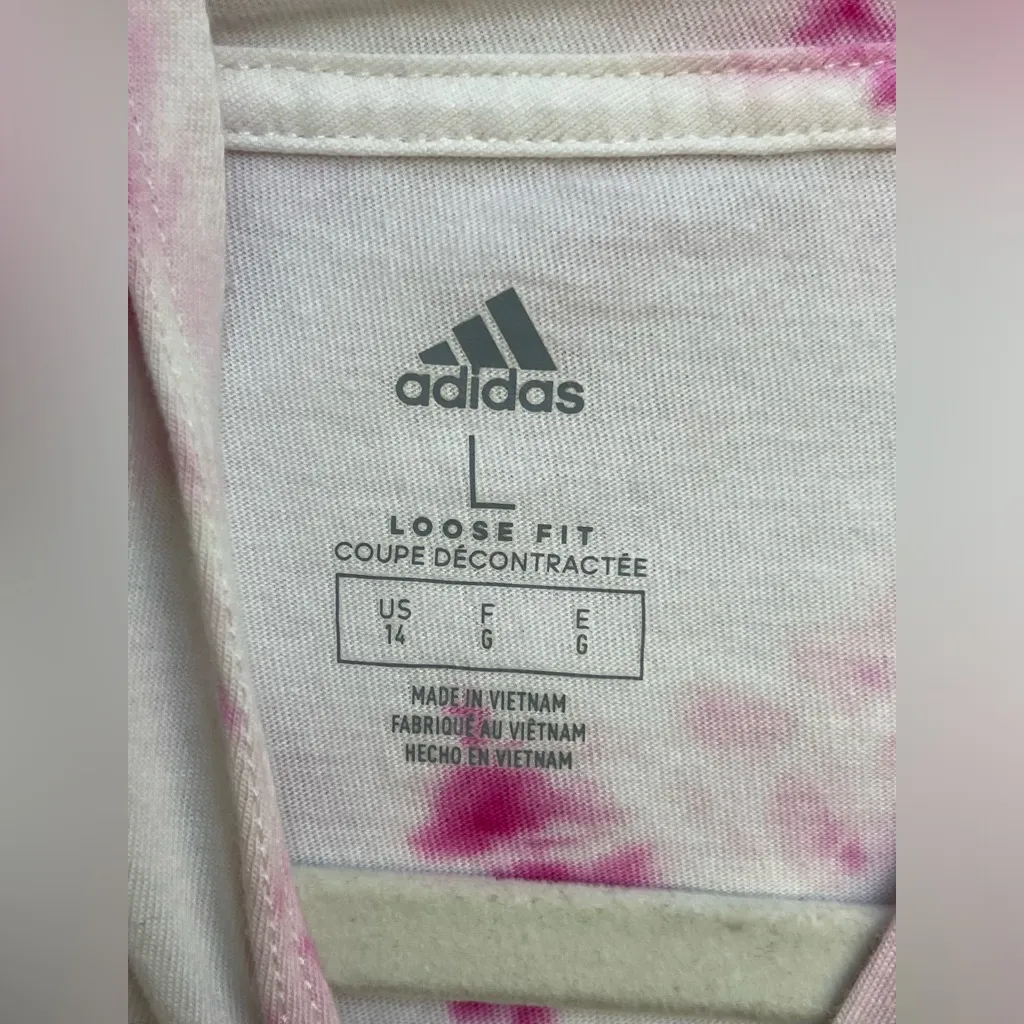 adidas
L
LOOSE FIT
COUPE DÉCONTRACTÉE
US F E
14 G G
MADE IN VIETNAM
FABRIQUÉ AU VIÊTNAM
HECHO EN VIETNAM